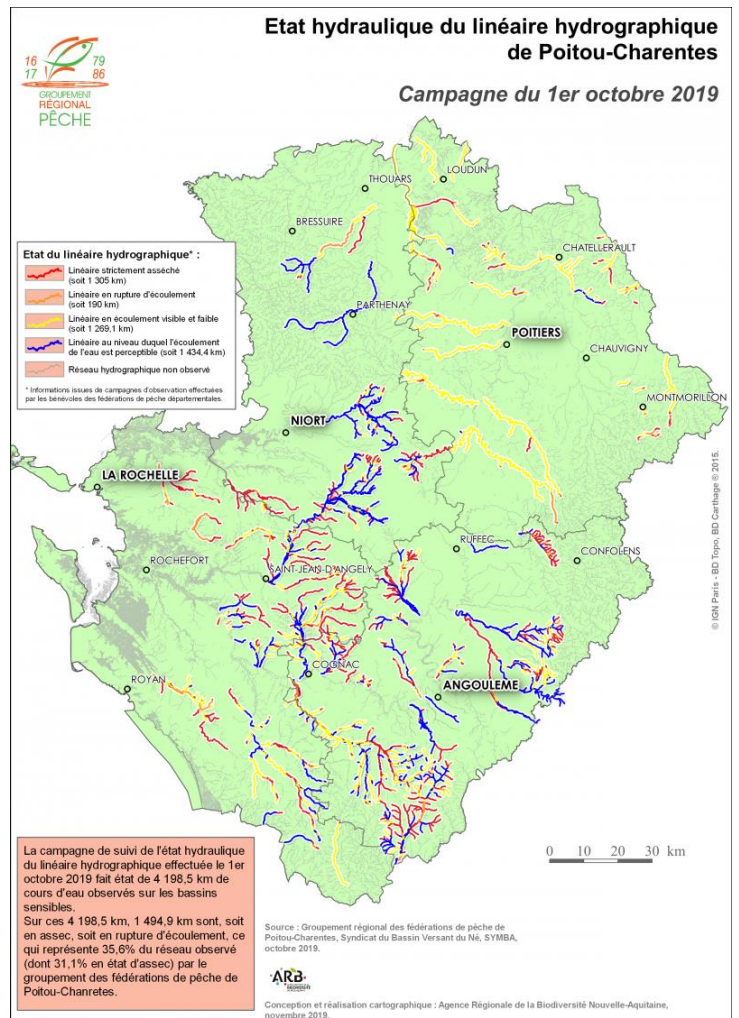 Etat hydraulique du linéaire hydrographique
de Poitou-Charentes
Campagne du 1er octobre 2019
16 79
17 86
GROUPEMENT
RÉGIONAL
PÊCHE
LOUDUN
THOUARS
BRESSUIRE
CHATELLERAULT
Etat du linéaire hydrographique* :
Linéaire strictement asséché
(soit 1 305 km)
Linéaire en rupture d'écoulement
(soit 190 km)
Linéaire en écoulement visible et faible
(soit 1 269,1 km)
Linéaire au niveau duquel l'écoulement
de l'eau est perceptible (soit 1 434,4 km)
Réseau hydrographique non observé
* Informations issues de campagnes d'observation effectuées
par les bénévoles des fédérations de pêche départementales.
PARTHENAY
POITIERS
CHAUVIGNY
MONTMORILLON
NIORT
LA ROCHELLE
RUFFEC
CONFOLENS
ROCHEFORT
SAINT-JEAN-D'ANGELY
COGNAC
ROYAN
ANGOULEME
© IGN Paris - BD Topo, BD Carthage ® 2015.
0 10 20 30 km
La campagne de suivi de l'état hydraulique
du linéaire hydrographique effectuée le 1er
octobre 2019 fait état de 4 198,5 km de
cours d'eau observés sur les bassins
sensibles.
Sur ces 4 198,5 km, 1 494,9 km sont, soit
en assec, soit en rupture d'écoulement, ce
qui représente 35,6% du réseau observé
(dont 31,1% en état d'assec) par le
groupement des fédérations de pêche de
Poitou-Chanretes.
Source : Groupement régional des fédérations de pêche de
Poitou-Charentes, Syndicat du Bassin Versant du Né, SYMBA,
octobre 2019.
ARB
Conception et réalisation cartographique : Agence Régionale de la Biodiversité Nouvelle-Aquitaine,
novembre 2019.